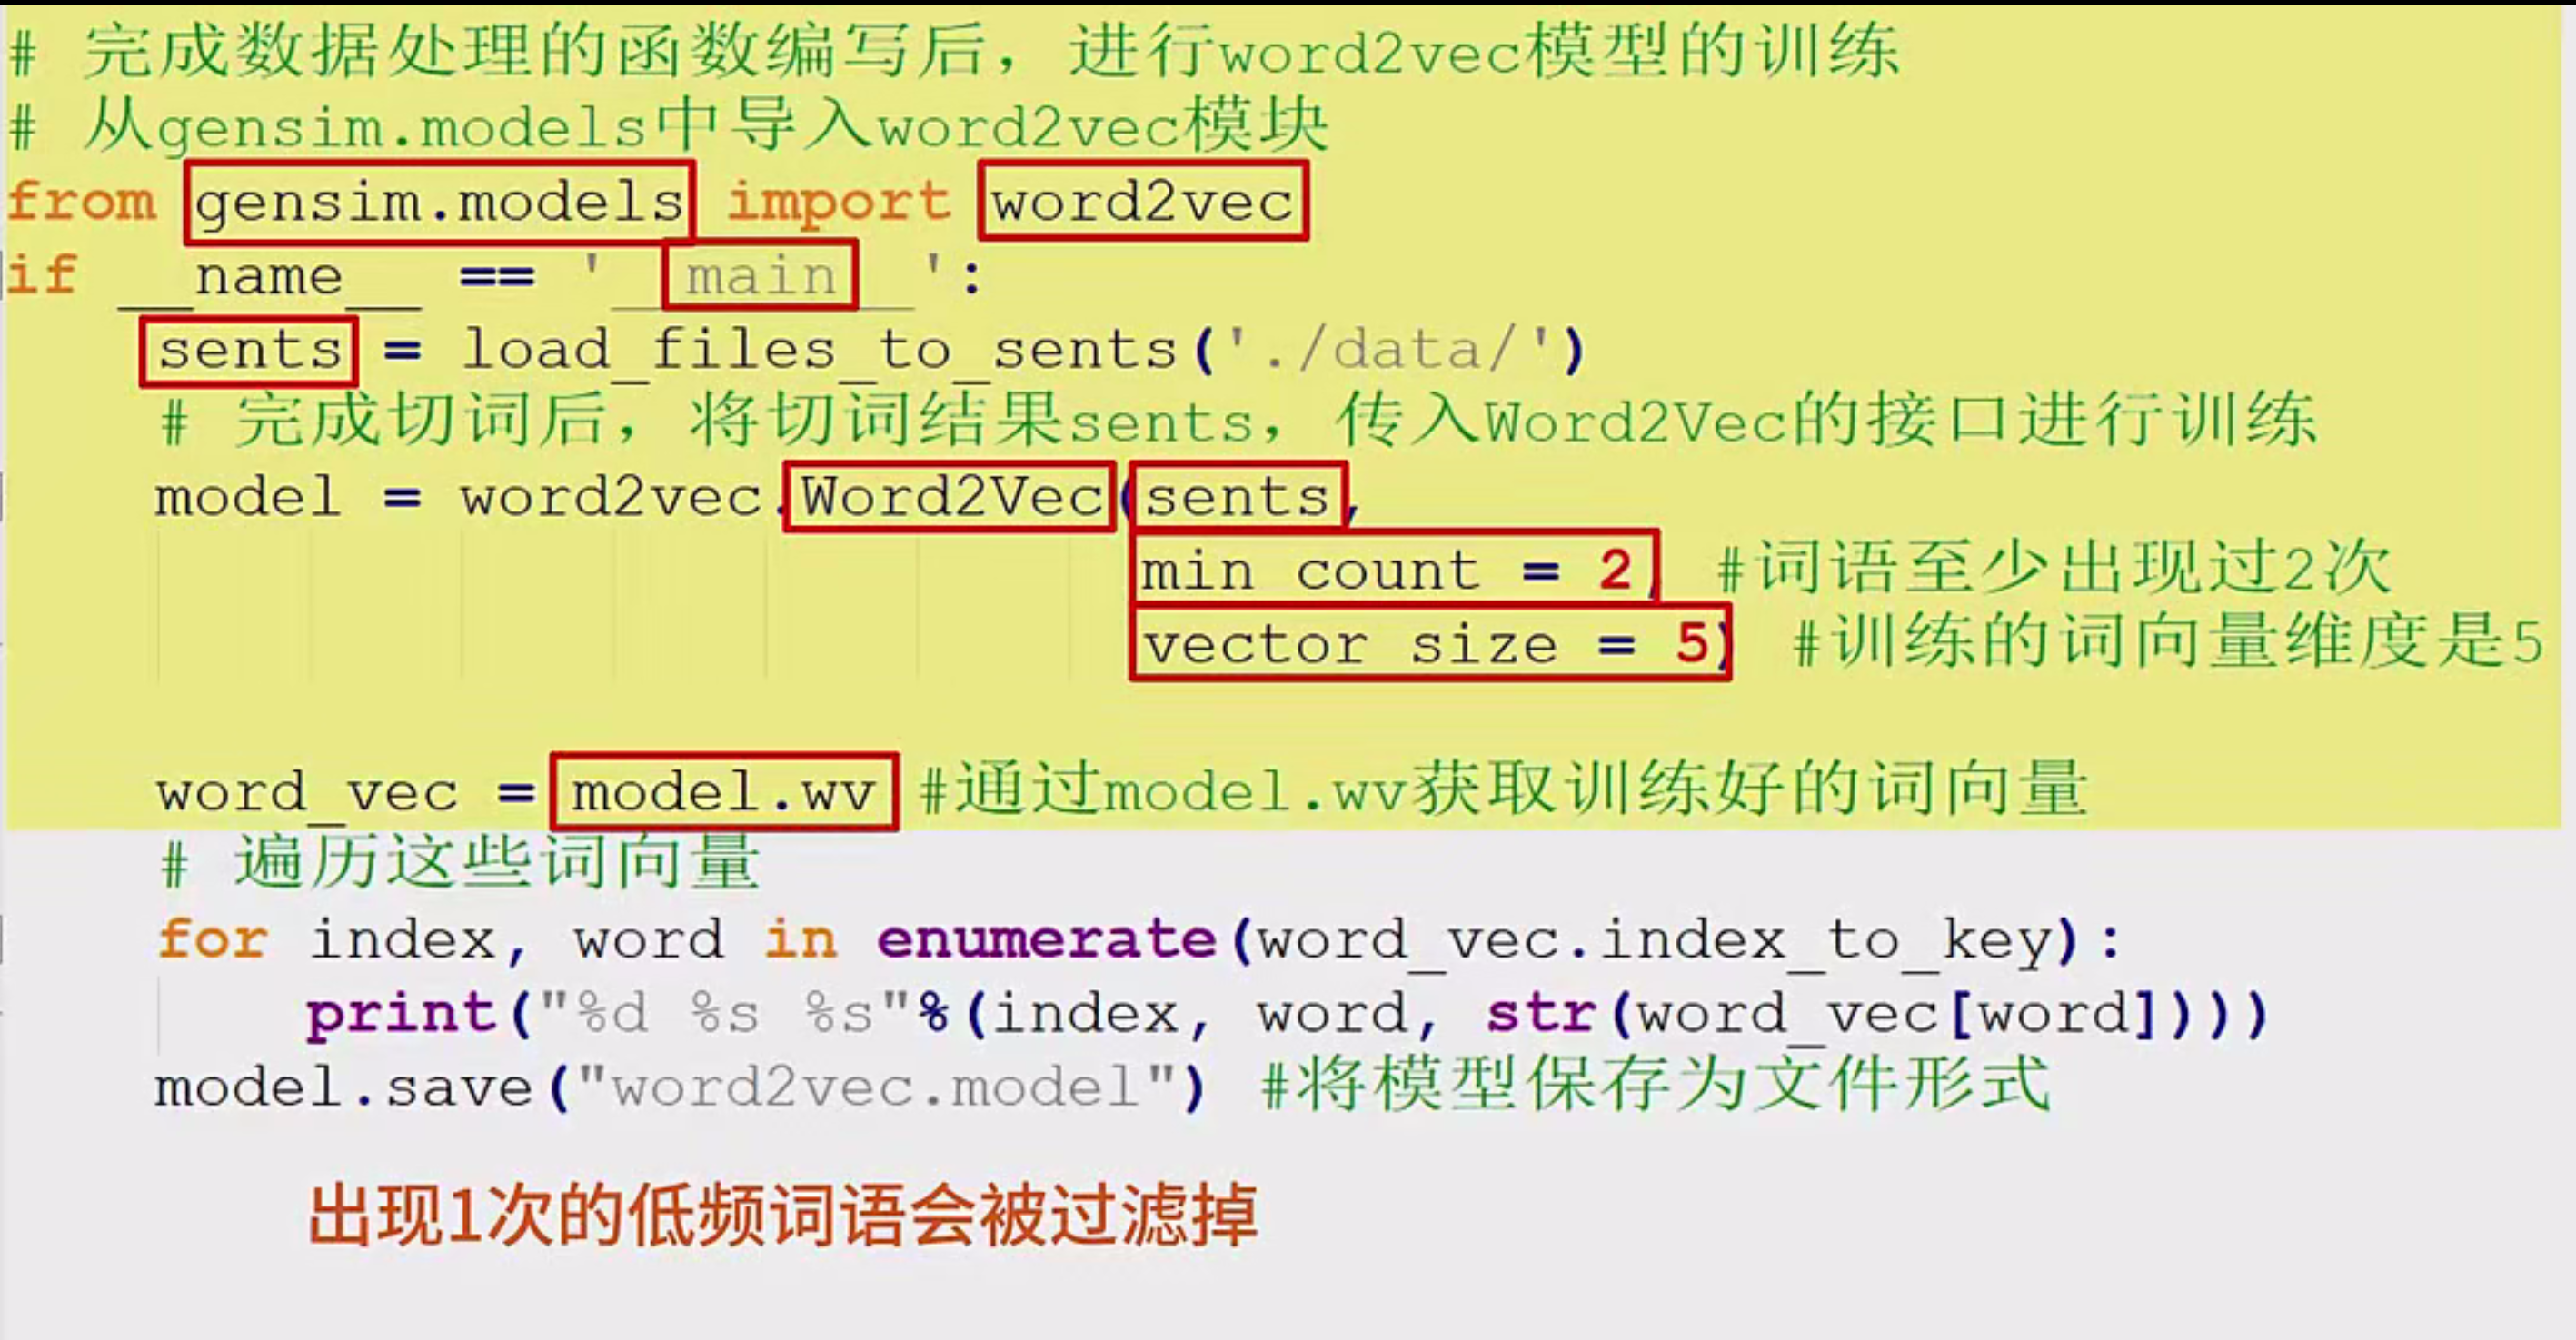 # 完成数据处理的函数编写后，进行word2vec模型的训练
# 从gensim.models中导入word2vec模块
from gensim.models import word2vec
if __name__ == '__main__':
sents = load_files_to_sents('./data/')
# 完成切词后，将切词结果sents，传入Word2Vec的接口进行训练
model = word2vec.Word2Vec(sents,
min count = 2, #词语至少出现过2次
vector size = 5) #训练的词向量维度是5
word_vec = model.wv #通过model.wv获取训练好的词向量
# 遍历这些词向量
for index, word in enumerate(word_vec.index_to_key):
print("%d %s %s"%(index, word, str(word_vec[word])))
model.save("word2vec.model") #将模型保存为文件形式
出现1次的低频词语会被过滤掉